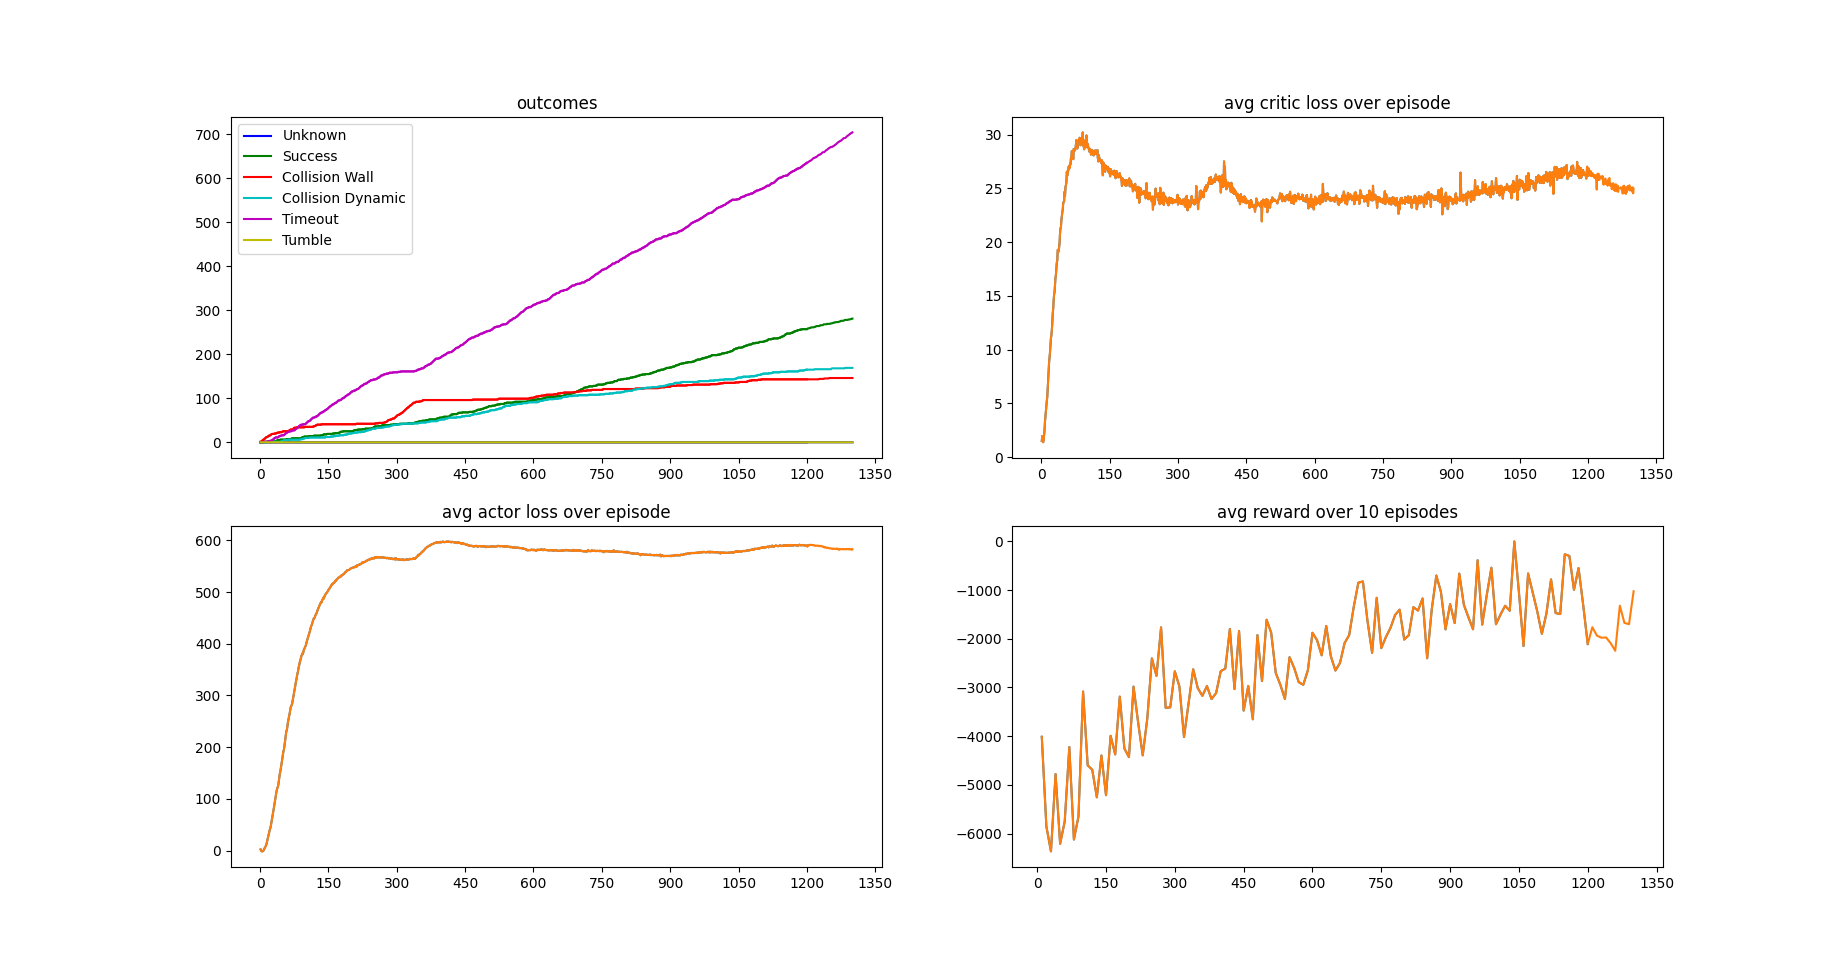 outcomes
700
600
500
400
300
200
100
0
Unknown
Success
Collision Wall
Collision Dynamic
Timeout
Tumble
0 150 300 450 600 750 900 1050 1200 1350
avg critic loss over episode
30
25
20
15
10
5
0
0 150 300 450 600 750 900 1050 1200 1350
avg actor loss over episode
600
500
400
300
200
100
0
0 150 300 450 600 750 900 1050 1200 1350
avg reward over 10 episodes
0
−1000
−2000
−3000
−4000
−5000
−6000
0 150 300 450 600 750 900 1050 1200 1350